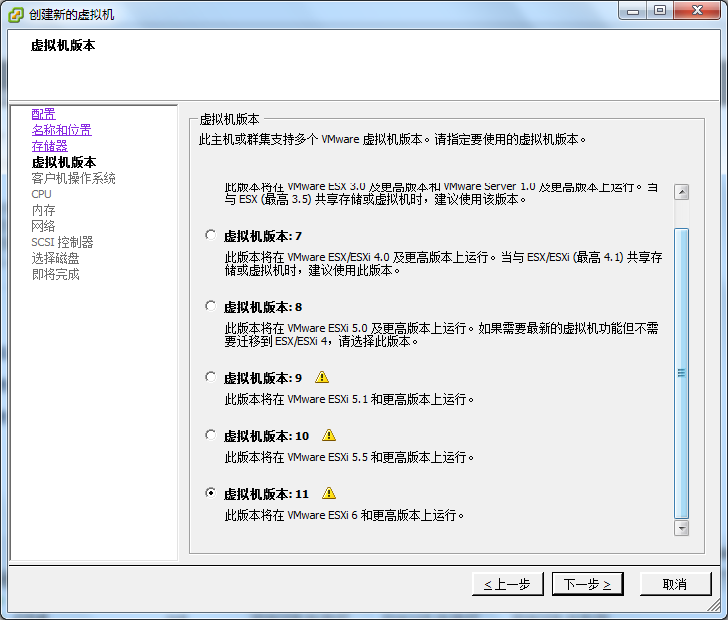 创建新的虚拟机
虚拟机版本
配置
名称和位置
存储器
虚拟机版本
客户机操作系统
CPU
内存
网络
SCSI 控制器
选择磁盘
即将完成
虚拟机版本
此主机或群集支持多个 VMware 虚拟机版本。请指定要使用的虚拟机版本。
此版本将在 VMware ESX 3.0 及更高版本和 VMware Server 1.0 及更高版本上运行。当
与 ESX (最高 3.5) 共享存储或虚拟机时，建议使用该版本。
虚拟机版本: 7
此版本将在 VMware ESX/ESXi 4.0 及更高版本上运行。当与 ESX/ESXi (最高 4.1) 共享存
储或虚拟机时，建议使用此版本。
虚拟机版本: 8
此版本将在 VMware ESXi 5.0 及更高版本上运行。如果需要最新的虚拟机功能但不需
要迁移到 ESX/ESXi 4，请选择此版本。
虚拟机版本: 9
此版本将在 VMware ESXi 5.1 和更高版本上运行。
虚拟机版本: 10
此版本将在 VMware ESXi 5.5 和更高版本上运行。
虚拟机版本: 11
此版本将在 VMware ESXi 6 和更高版本上运行。
< 上一步
下一步 >
取消